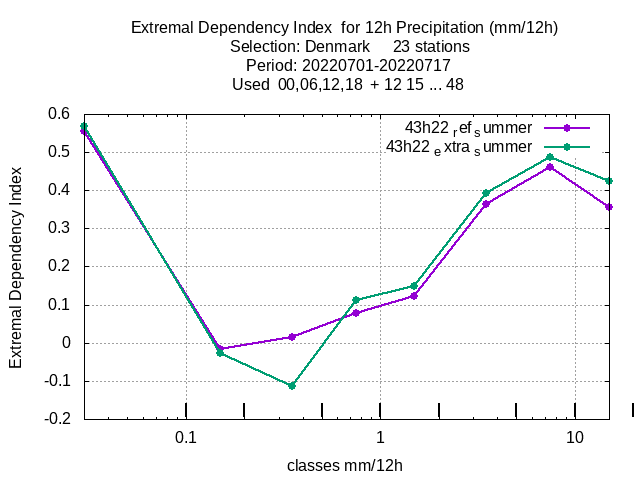 Extremal Dependency Index  for 12h Precipitation (mm/12h)
Selection: Denmark     23 stations
Period: 20220701-20220717
Used  00,06,12,18  + 12 15 ... 48
43h22 ref summer
43h22 extra summer
0.6
0.5
0.4
0.3
0.2
0.1
0
-0.1
-0.2
Extremal Dependency Index
0.1 1 10
classes mm/12h